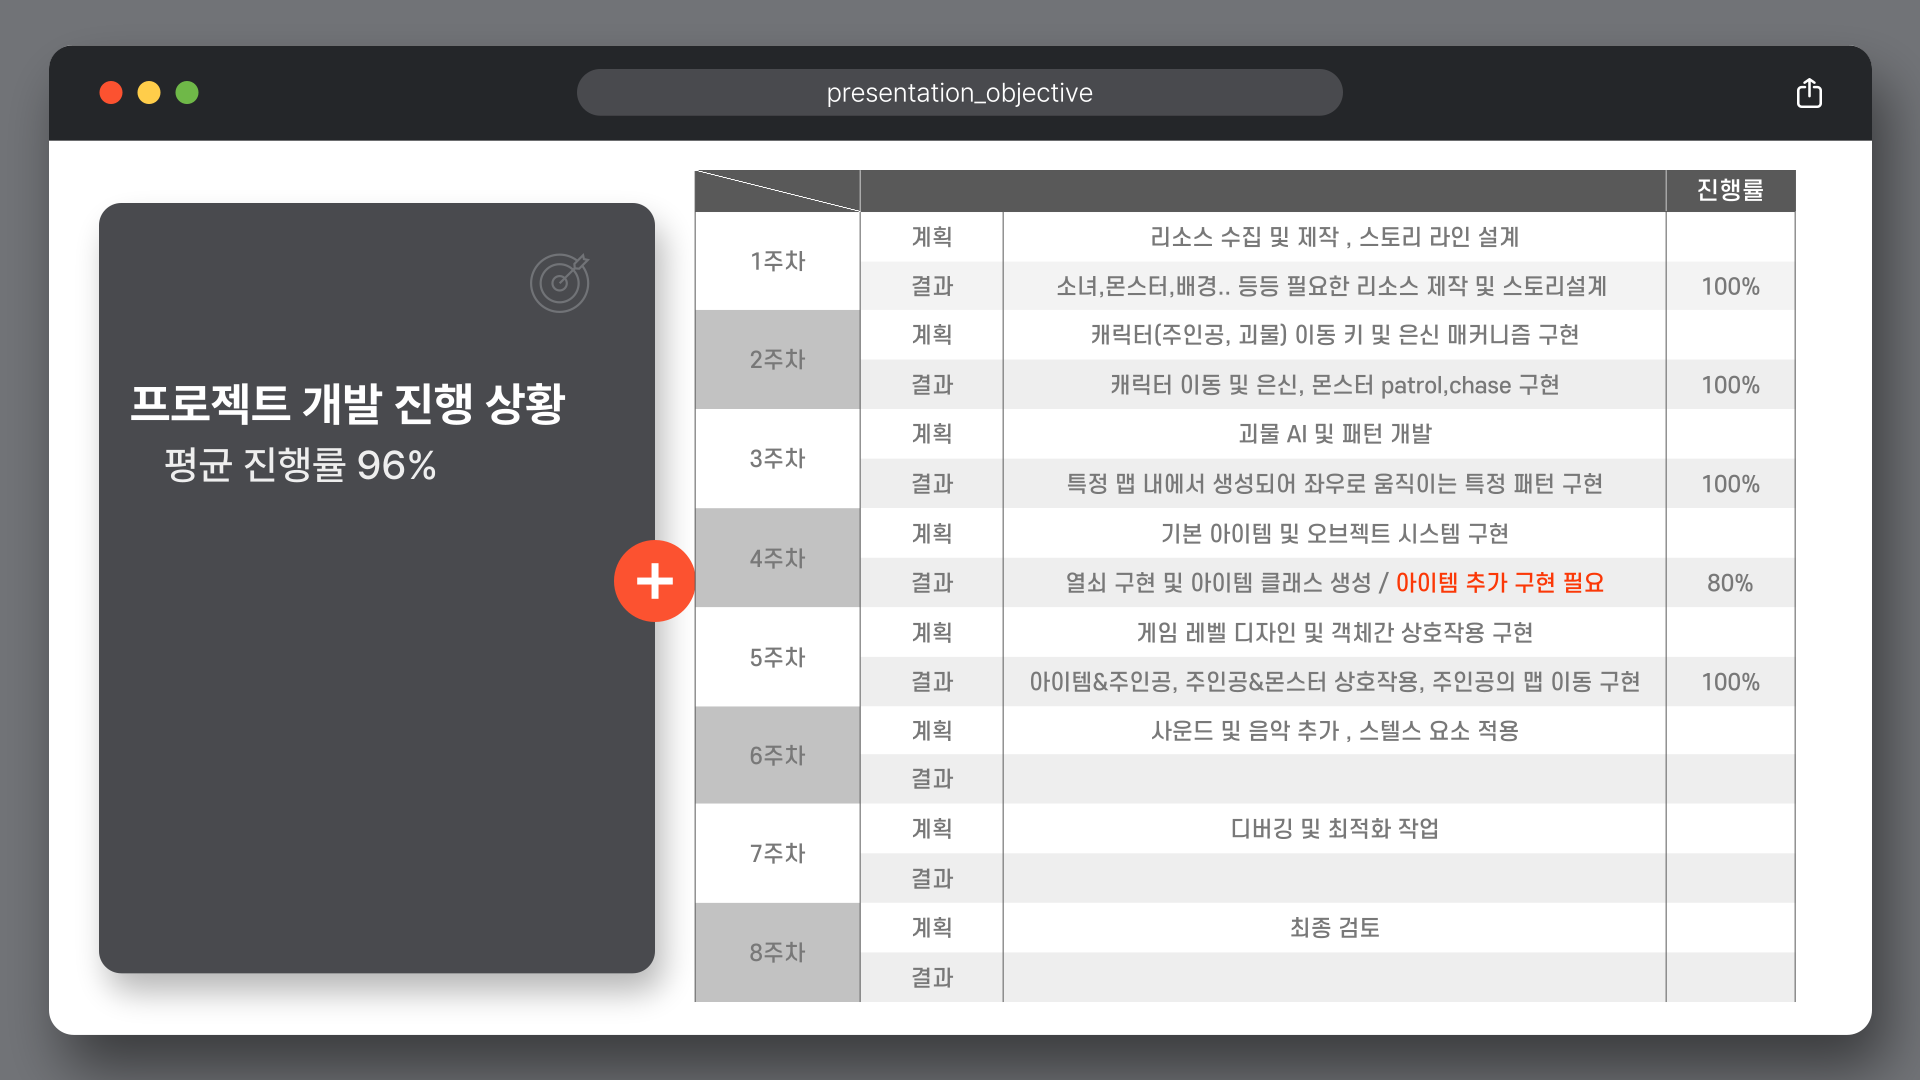 presentation_objective
프로젝트 개발 진행 상황
평균 진행률 96%
진행률
1주차
계획
리소스 수집 및 제작 , 스토리 라인 설계
결과
소녀,몬스터,배경.. 등등 필요한 리소스 제작 및 스토리설계
100%
2주차
계획
캐릭터(주인공, 괴물) 이동 키 및 은신 매커니즘 구현
결과
캐릭터 이동 및 은신, 몬스터 patrol,chase 구현
100%
3주차
계획
괴물 AI 및 패턴 개발
결과
특정 맵 내에서 생성되어 좌우로 움직이는 특정 패턴 구현
100%
4주차
계획
기본 아이템 및 오브젝트 시스템 구현
결과
열쇠 구현 및 아이템 클래스 생성 / 아이템 추가 구현 필요
80%
5주차
계획
게임 레벨 디자인 및 객체간 상호작용 구현
결과
아이템&주인공, 주인공&몬스터 상호작용, 주인공의 맵 이동 구현
100%
6주차
계획
사운드 및 음악 추가 , 스텔스 요소 적용
결과
7주차
계획
디버깅 및 최적화 작업
결과
8주차
계획
최종 검토
결과